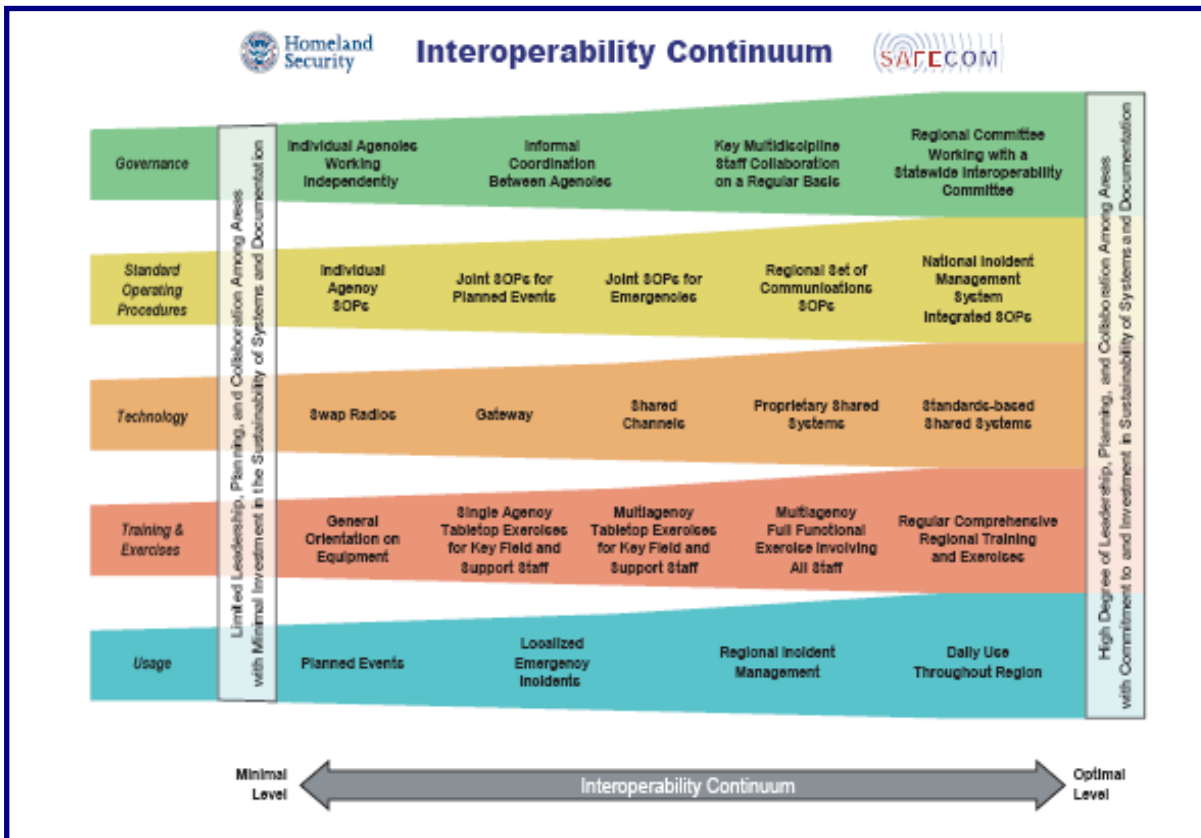 Homeland
Security
Interoperability Continuum
SAFECOM
Governance
Individual Agencies
Working
Independently
Informal
Coordination
Between Agencies
Key Multidiscipline
Staff Collaboration
on a Regular Basis
Regional Committee
Working with a
Statewide Interoperability
Committee
Standard
Operating
Procedures
Individual
Agency
SOPs
Joint SOPs for
Planned Events
Joint SOPs for
Emergencies
Regional Set of
Communications
SOPs
National Incident
Management
System
Integrated SOPs
Technology
Swap Radios
Gateway
Shared
Channels
Proprietary Shared
Systems
Standards-based
Shared Systems
Training &
Exercises
General
Orientation on
Equipment
Single Agency
Tabletop Exercises
for Key Field and
Support Staff
Multiagency
Tabletop Exercises
for Key Field and
Support Staff
Multiagency
Full Functional
Exercise Involving
All Staff
Regular Comprehensive
Regional Training
and Exercises
Usage
Planned Events
Localized
Emergency
Incidents
Regional Incident
Management
Daily Use
Throughout Region
Limited Leadership, Planning, and Collaboration Among Areas
with Minimal Investment in the Sustainability of Systems and Documentation
High Degree of Leadership, Planning, and Collaboration Among Areas
with Commitment to and Investment in Sustainability of Systems and Documentation
Minimal
Level
Interoperability Continuum
Optimal
Level